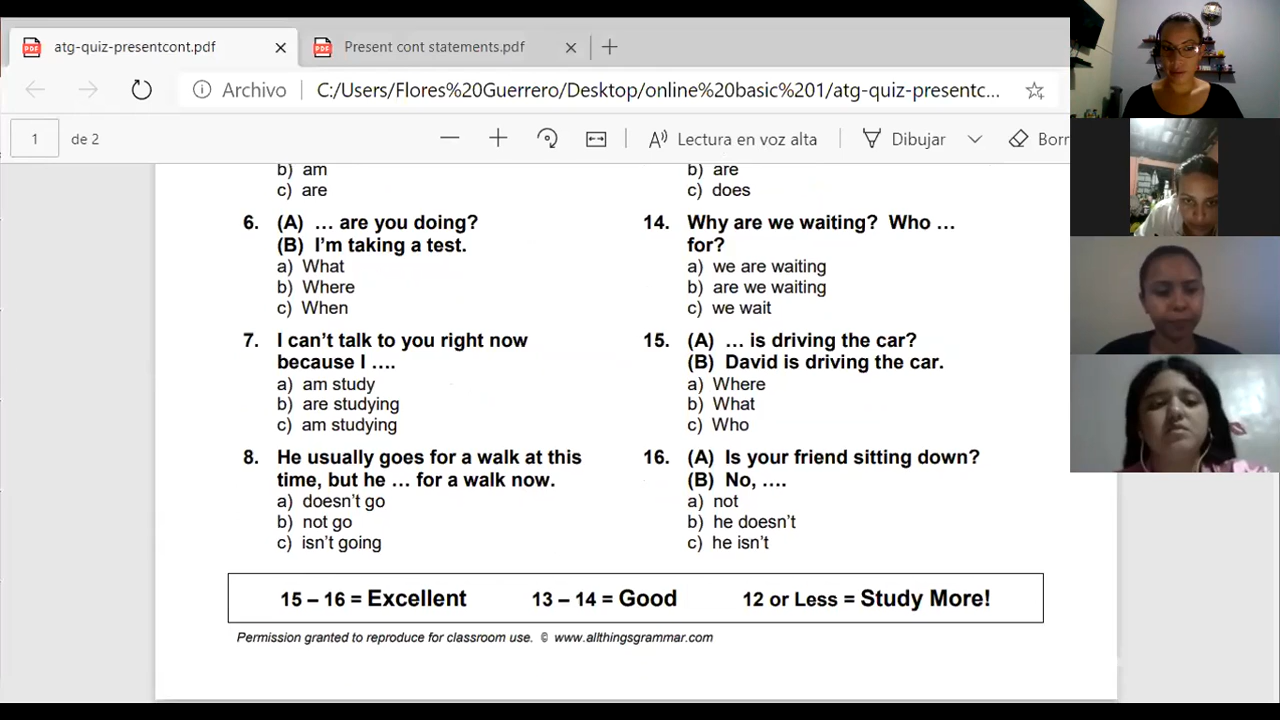 atg-quiz-presentcont.pdf
Present cont statements.pdf
Archivo
C:/Users/Flores%20Guerrero/Desktop/online%20basic%201/atg-quiz-presentc...
1
de 2
Lectura en voz alta
Dibujar
Borr
b) am
c) are
6. (A) … are you doing?
(B) I'm taking a test.
a) What
b) Where
c) When
7. I can't talk to you right now
because I ….
a) am study
b) are studying
c) am studying
8. He usually goes for a walk at this
time, but he … for a walk now.
a) doesn't go
b) not go
c) isn't going
b) are
c) does
14. Why are we waiting? Who …
for?
a) we are waiting
b) are we waiting
c) we wait
15. (A) … is driving the car?
(B) David is driving the car.
a) Where
b) What
c) Who
16. (A) Is your friend sitting down?
(B) No, ….
a) not
b) he doesn't
c) he isn't
15 – 16 = Excellent 13 – 14 = Good 12 or Less = Study More!
Permission granted to reproduce for classroom use. © www.allthingsgrammar.com